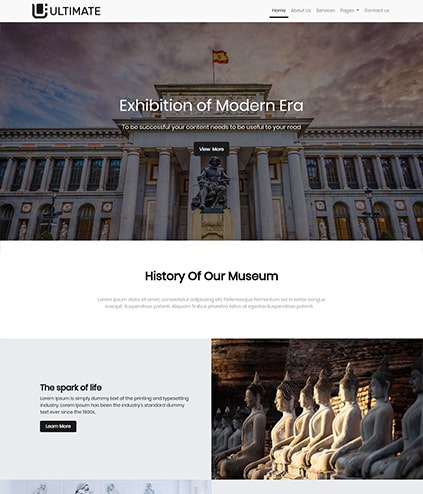 ULTIMATE
Home About Us Services Pages Contact us
Exhibition of Modern Era
To be successful your content needs to be useful to your read
View More
History Of Our Museum
Lorem ipsum dolor sit amet, consectetur adipiscing elit. Pellentesque fermentum est in tortor congue
suscipit. Suspendisse potenti. Aliquam finibus pharetra tellus at egestas.Suspendisse potenti.
The spark of life
Lorem Ipsum is simply dummy text of the printing and typesetting
industry. Lorem Ipsum has been the industry's standard dummy
text ever since the 1500s,
Learn More